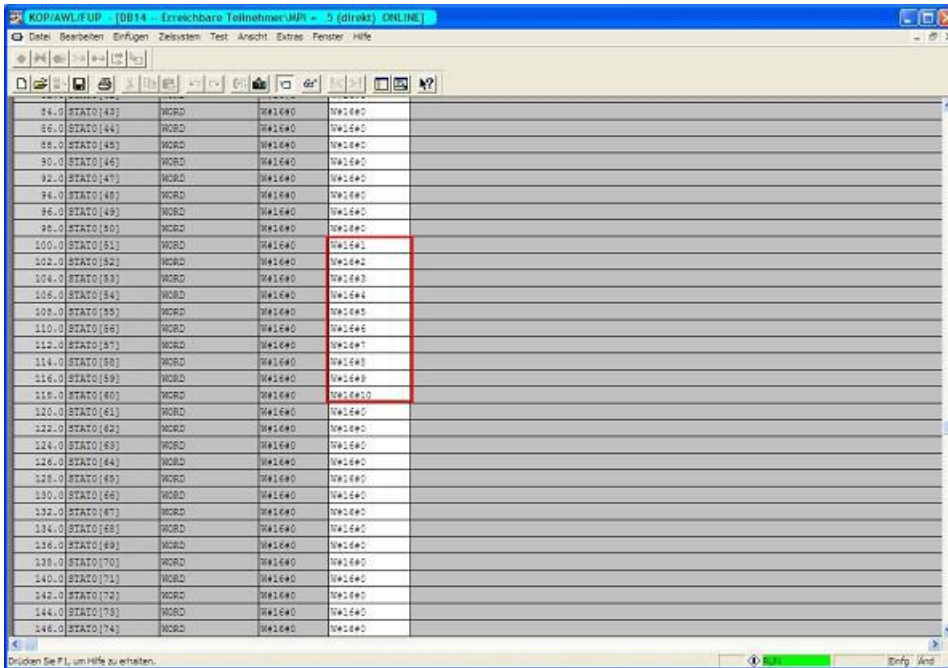 KOP/AWL/FUP - [DB14 -- Erreichbare Teilnehmer\MPI = 5 (direkt) ONLINE]
Datei Bearbeiten Einfügen Zielsystem Test Ansicht Extras Fenster Hilfe
84.0 STAT0[43] WORD W#16#0 W#16#0
86.0 STAT0[44] WORD W#16#0 W#16#0
88.0 STAT0[45] WORD W#16#0 W#16#0
90.0 STAT0[46] WORD W#16#0 W#16#0
92.0 STAT0[47] WORD W#16#0 W#16#0
94.0 STAT0[48] WORD W#16#0 W#16#0
96.0 STAT0[49] WORD W#16#0 W#16#0
98.0 STAT0[50] WORD W#16#0 W#16#0
100.0 STAT0[51] WORD W#16#0 W#16#1
102.0 STAT0[52] WORD W#16#0 W#16#2
104.0 STAT0[53] WORD W#16#0 W#16#3
106.0 STAT0[54] WORD W#16#0 W#16#4
108.0 STAT0[55] WORD W#16#0 W#16#5
110.0 STAT0[56] WORD W#16#0 W#16#6
112.0 STAT0[57] WORD W#16#0 W#16#7
114.0 STAT0[58] WORD W#16#0 W#16#8
116.0 STAT0[59] WORD W#16#0 W#16#9
118.0 STAT0[60] WORD W#16#0 W#16#10
120.0 STAT0[61] WORD W#16#0 W#16#0
122.0 STAT0[62] WORD W#16#0 W#16#0
124.0 STAT0[63] WORD W#16#0 W#16#0
126.0 STAT0[64] WORD W#16#0 W#16#0
128.0 STAT0[65] WORD W#16#0 W#16#0
130.0 STAT0[66] WORD W#16#0 W#16#0
132.0 STAT0[67] WORD W#16#0 W#16#0
134.0 STAT0[68] WORD W#16#0 W#16#0
136.0 STAT0[69] WORD W#16#0 W#16#0
138.0 STAT0[70] WORD W#16#0 W#16#0
140.0 STAT0[71] WORD W#16#0 W#16#0
142.0 STAT0[72] WORD W#16#0 W#16#0
144.0 STAT0[73] WORD W#16#0 W#16#0
146.0 STAT0[74] WORD W#16#0 W#16#0
Drücken Sie F1, um Hilfe zu erhalten. RUN Einfg Änd